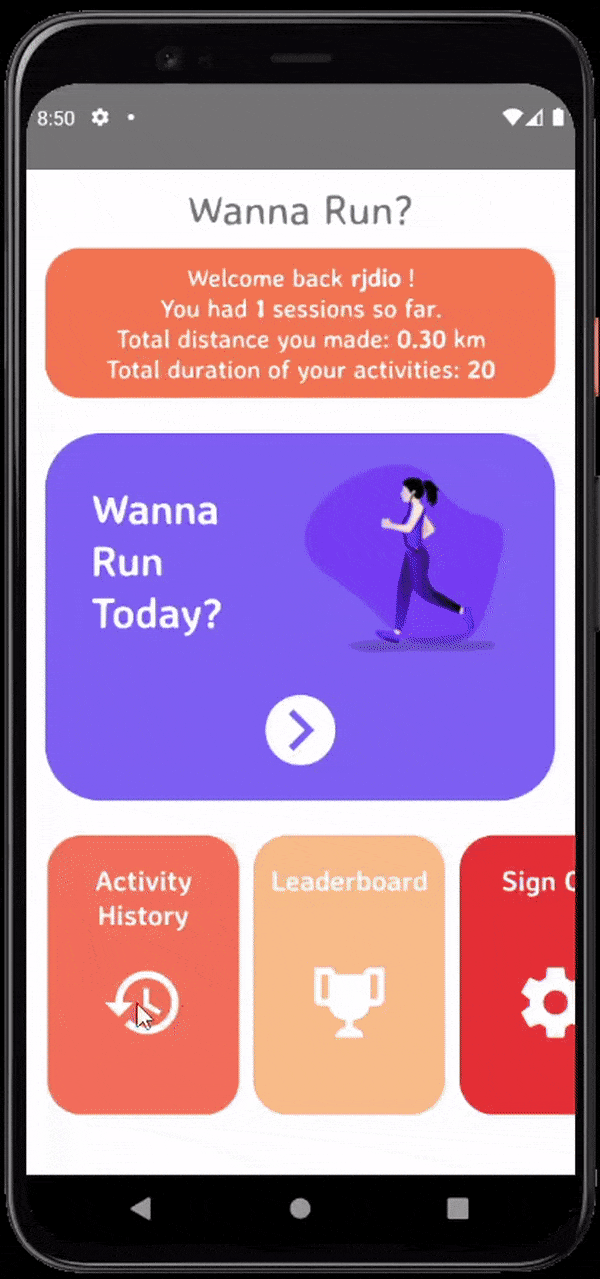 8:50
Wanna Run?
Welcome back rjdio !
You had 1 sessions so far.
Total distance you made: 0.30 km
Total duration of your activities: 20
Wanna
Run
Today?
Activity
History
Leaderboard
Sign